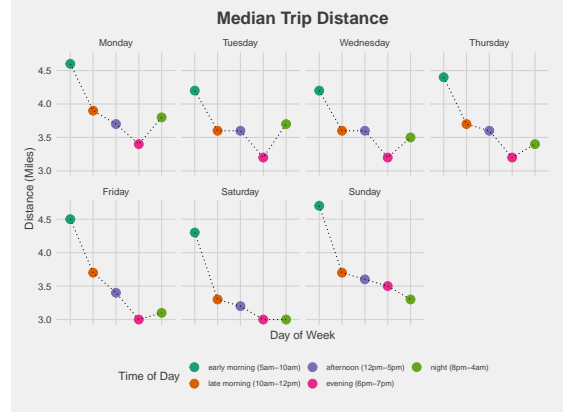 Median Trip Distance
Monday Tuesday Wednesday Thursday
4.5
4.0
3.5
3.0
Friday Saturday Sunday
4.5
4.0
3.5
3.0
Distance (Miles)
Day of Week
Time of Day
early morning (5am–10am) afternoon (12pm–5pm) night (8pm–4am)
late morning (10am–12pm) evening (6pm–7pm)